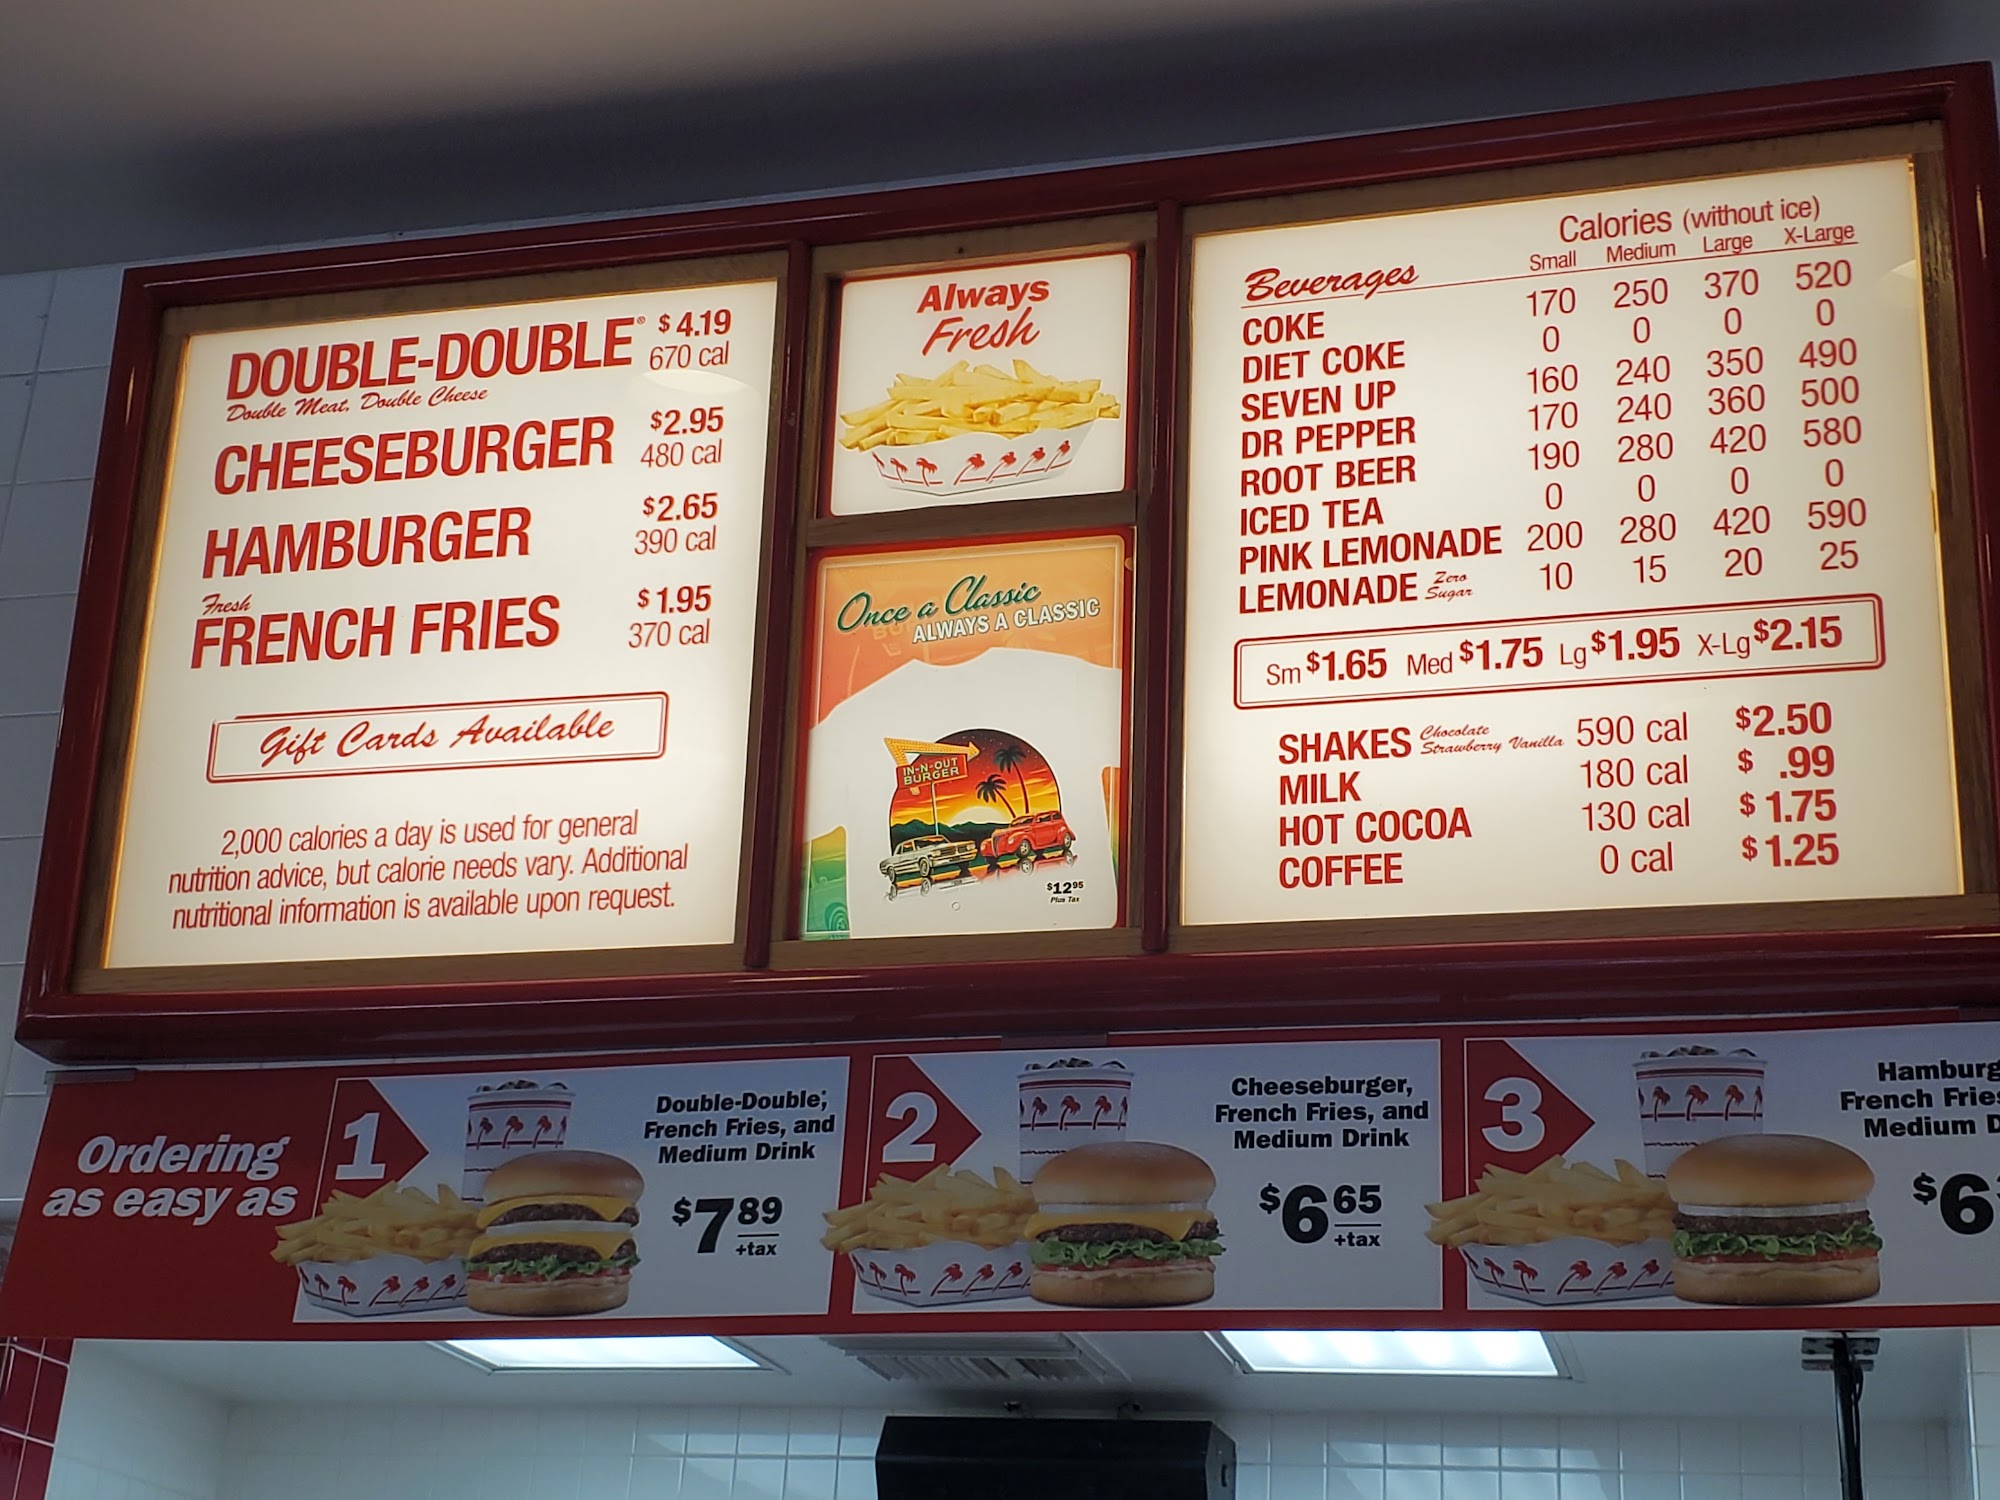 DOUBLE-DOUBLE® $4.19
Double Meat, Double Cheese 670 cal
CHEESEBURGER $2.95
480 cal
HAMBURGER $2.65
390 cal
Fresh
FRENCH FRIES $1.95
370 cal
Gift Cards Available
2,000 calories a day is used for general
nutrition advice, but calorie needs vary. Additional
nutritional information is available upon request.
Always
Fresh
Once a Classic
ALWAYS A CLASSIC
IN-N-OUT
BURGER
$12.95
Plus Tax
Calories (without ice)
Beverages Small Medium Large X-Large
COKE 170 250 370 520
DIET COKE 0 0 0 0
SEVEN UP 160 240 350 490
DR PEPPER 170 240 360 500
ROOT BEER 190 280 420 580
ICED TEA 0 0 0 0
PINK LEMONADE 200 280 420 590
LEMONADE Zero Sugar 10 15 20 25
Sm $1.65 Med $1.75 Lg $1.95 X-Lg $2.15
SHAKES Chocolate Strawberry Vanilla 590 cal $2.50
MILK 180 cal $ .99
HOT COCOA 130 cal $1.75
COFFEE 0 cal $1.25
Ordering
as easy as
1
Double-Double,®
French Fries, and
Medium Drink
$7.89
+tax
2
Cheeseburger,
French Fries, and
Medium Drink
$6.65
+tax
3
Hamburg
French Fries
Medium D
$6